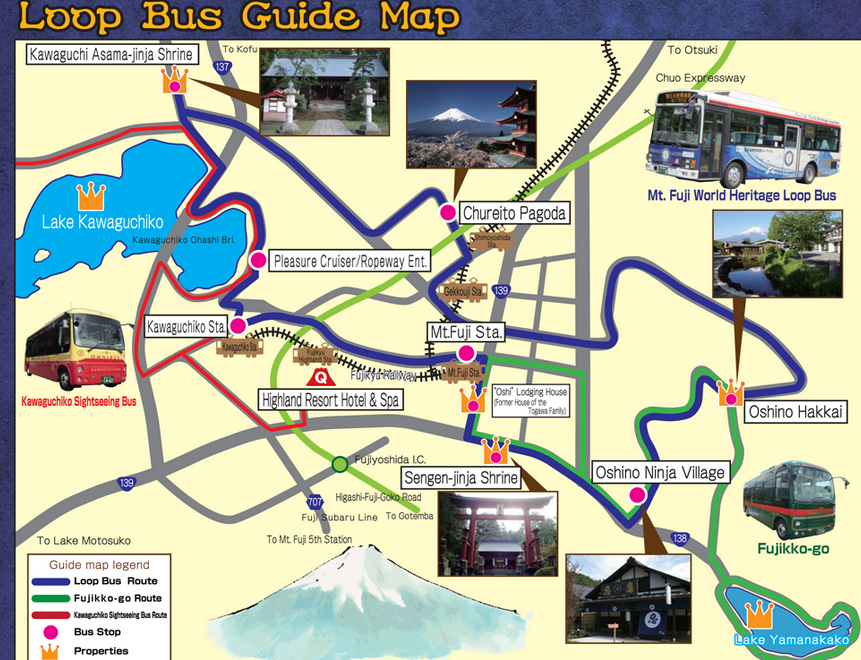 Loop Bus Guide Map
Kawaguchi Asama-jinja Shrine
To Kofu
137
To Otsuki
Chuo Expressway
Mt. Fuji World Heritage Loop Bus
Lake Kawaguchiko
Kawaguchiko Ohashi Bri.
Chureito Pagoda
Shimoyoshida
Sta.
Pleasure Cruiser/Ropeway Ent.
Gekkouji Sta.
139
Kawaguchiko Sta.
Kawaguchiko Sta.
Mt.Fuji Sta.
Fujikyu
Highland Sta.
Fujikyu Railway
Mt.Fuji Sta.
Kawaguchiko Sightseeing Bus
Q
Highland Resort Hotel & Spa
"Oshi" Lodging House
(Former House of the
Togawa Family)
Oshino Hakkai
Fujiyoshida I.C.
Sengen-jinja Shrine
Oshino Ninja Village
139
707
Higashi-Fuji-Goko Road
Fuji Subaru Line
To Gotemba
To Lake Motosuko
To Mt. Fuji 5th Station
138
Fujikko-go
Guide map legend
Loop Bus Route
Fujikko-go Route
Kawaguchiko Sightseeing Bus Route
Bus Stop
Properties
Lake Yamanakako